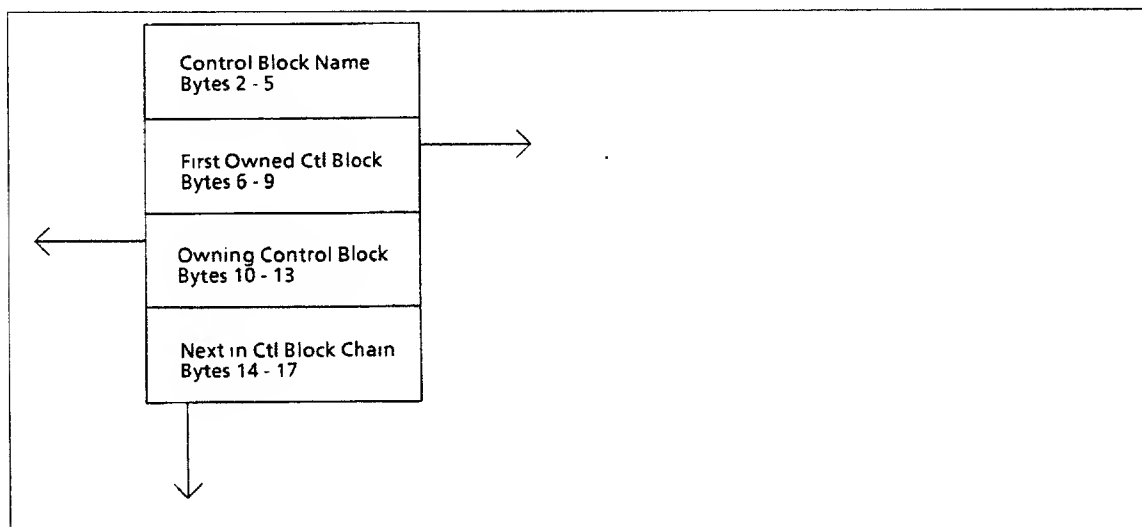 Control Block Name
Bytes 2 - 5
First Owned Ctl Block
Bytes 6 - 9
Owning Control Block
Bytes 10 - 13
Next in Ctl Block Chain
Bytes 14 - 17